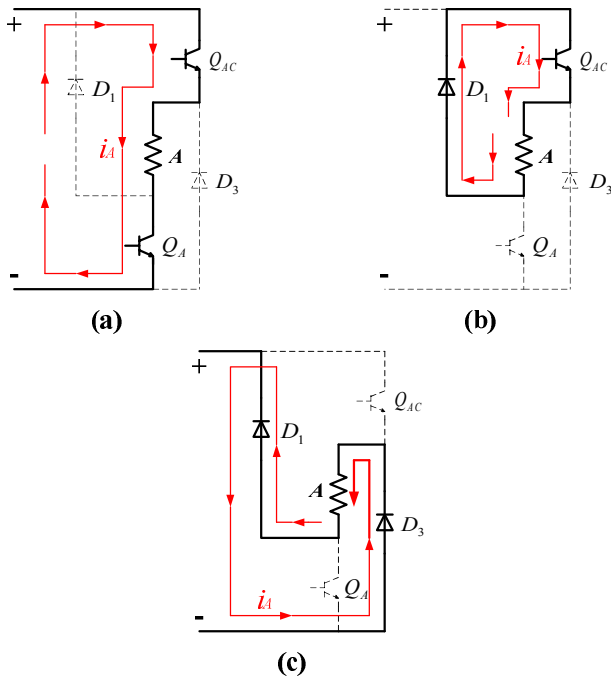 +
Q_AC
D_1
i_A
A
D_3
Q_A
-
(a)
+
i_A
Q_AC
D_1
A
D_3
Q_A
-
(b)
+
Q_AC
D_1
A
D_3
Q_A
i_A
-
(c)